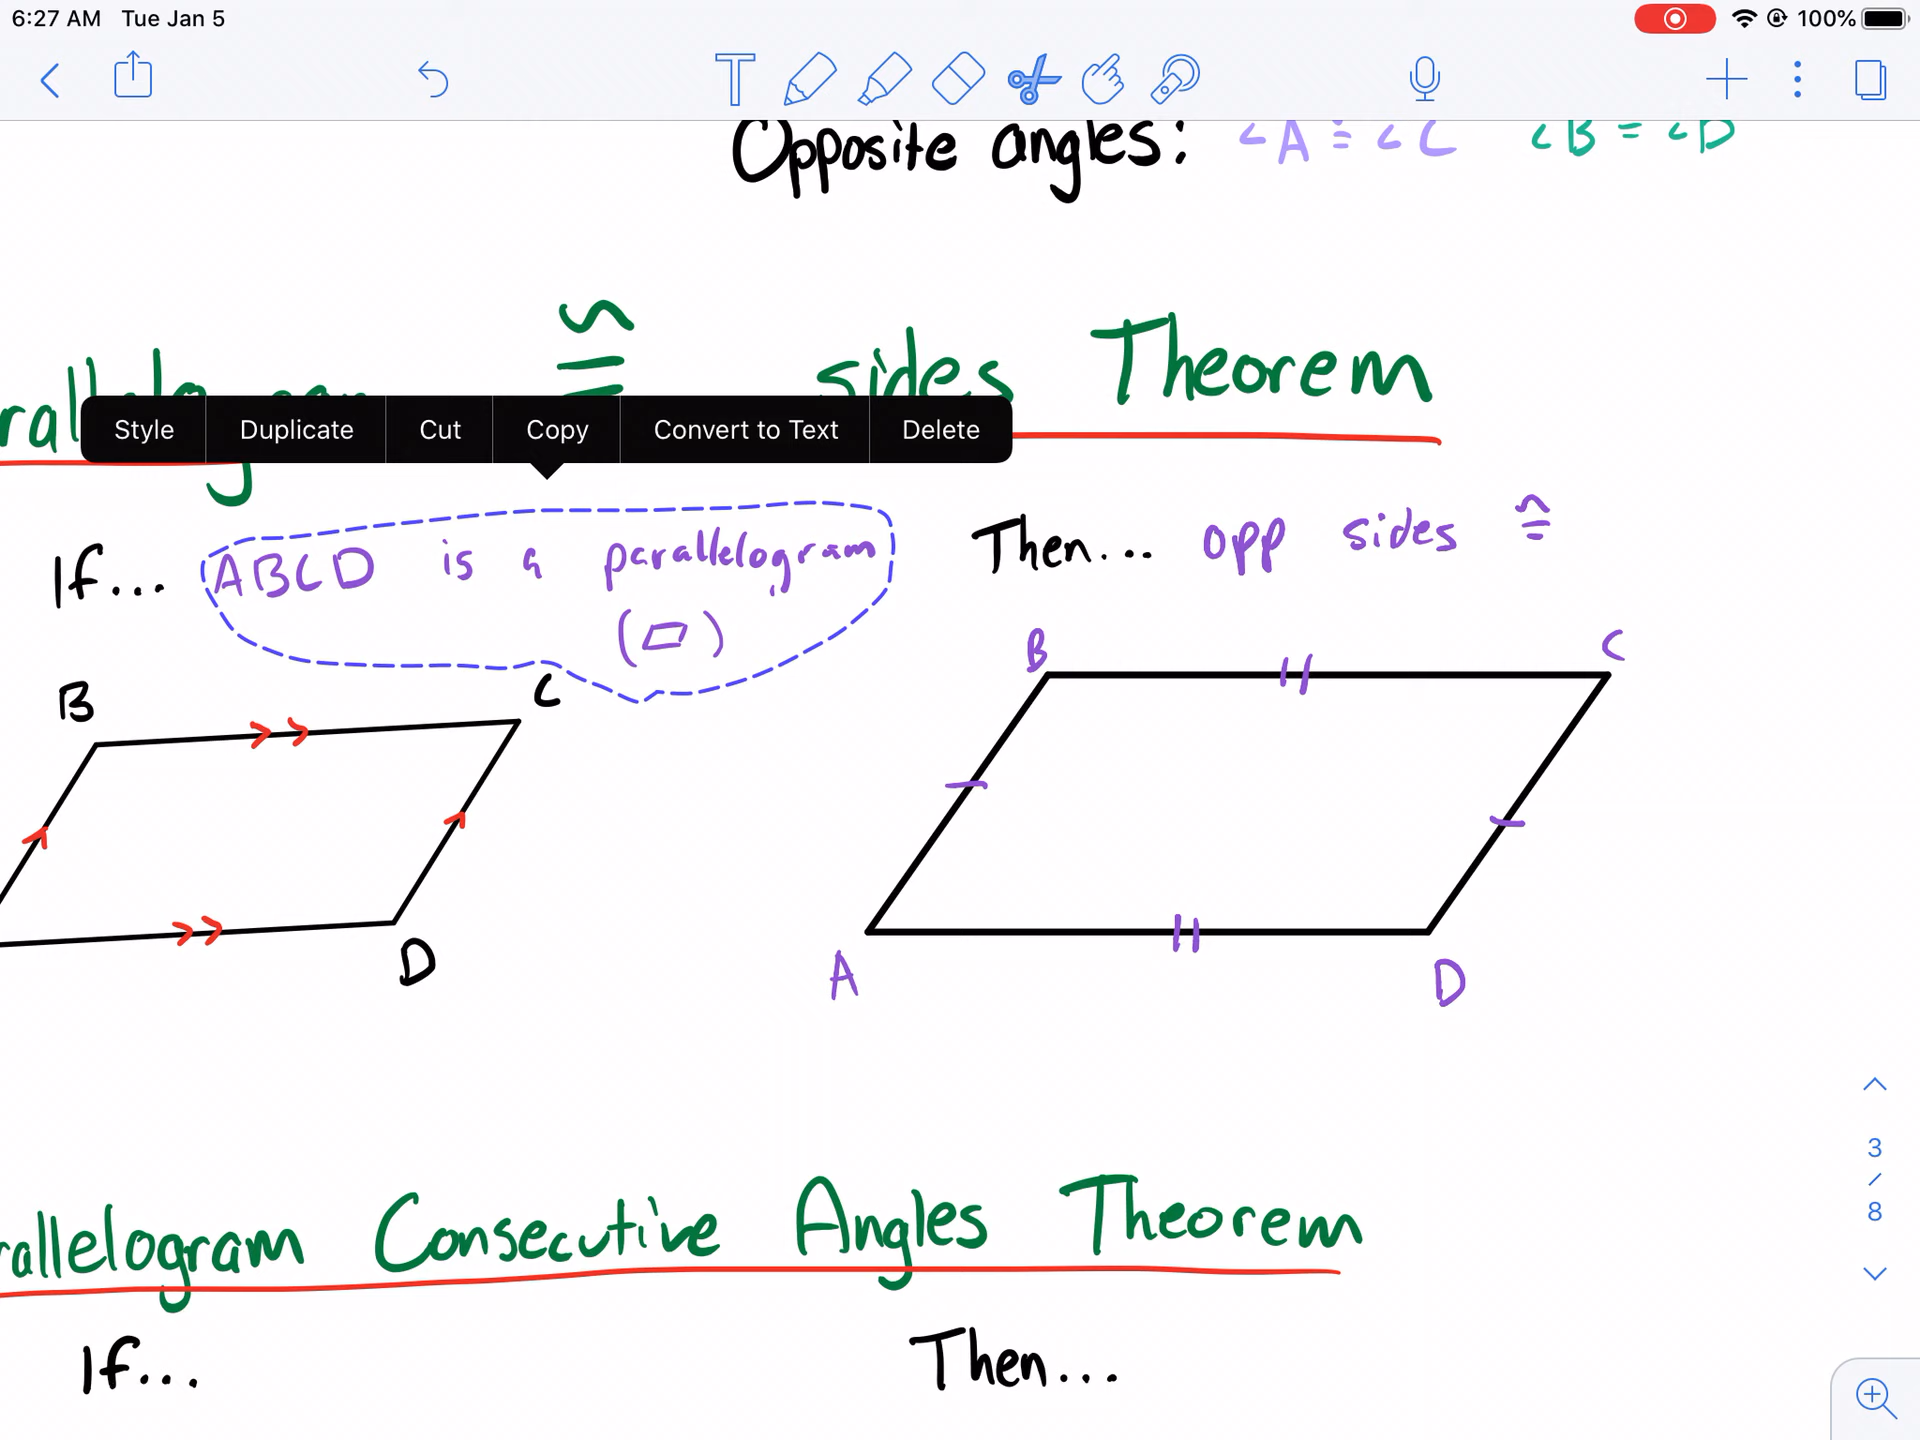 6:27 AM Tue Jan 5 100%
T
Opposite angles: ∠A ≅ ∠C ∠B = ∠D
≅ sides Theorem
Style Duplicate Cut Copy Convert to Text Delete
If... ABCD is a parallelogram
(▱)
Then... opp sides ≅
B C
D
B C
A D
3
/
8
rallelogram Consecutive Angles Theorem
If... Then...